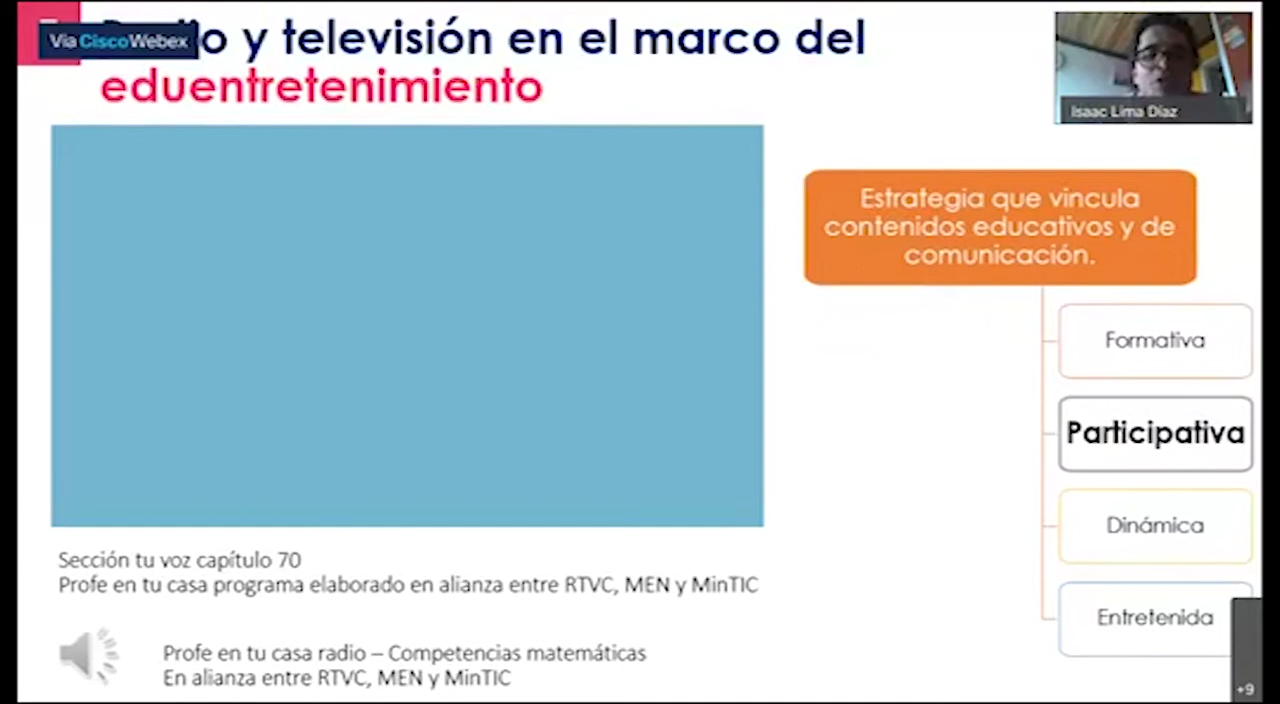 Via Cisco Webex
o y televisión en el marco del
eduentretenimiento
Isaac Lima Díaz
Estrategia que vincula
contenidos educativos y de
comunicación.
Formativa
Participativa
Dinámica
Entretenida
Sección tu voz capítulo 70
Profe en tu casa programa elaborado en alianza entre RTVC, MEN y MinTIC
Profe en tu casa radio – Competencias matemáticas
En alianza entre RTVC, MEN y MinTIC
+9